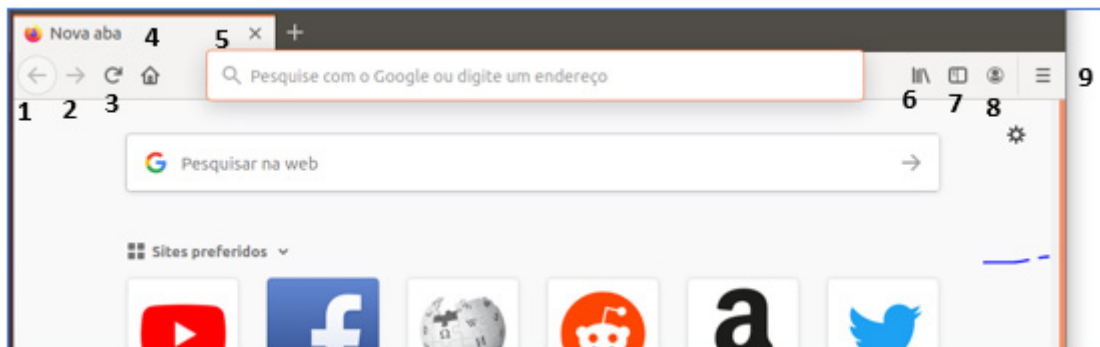 Nova aba 4 5
Pesquise com o Google ou digite um endereço
9
1 2 3 6 7 8
Pesquisar na web
Sites preferidos